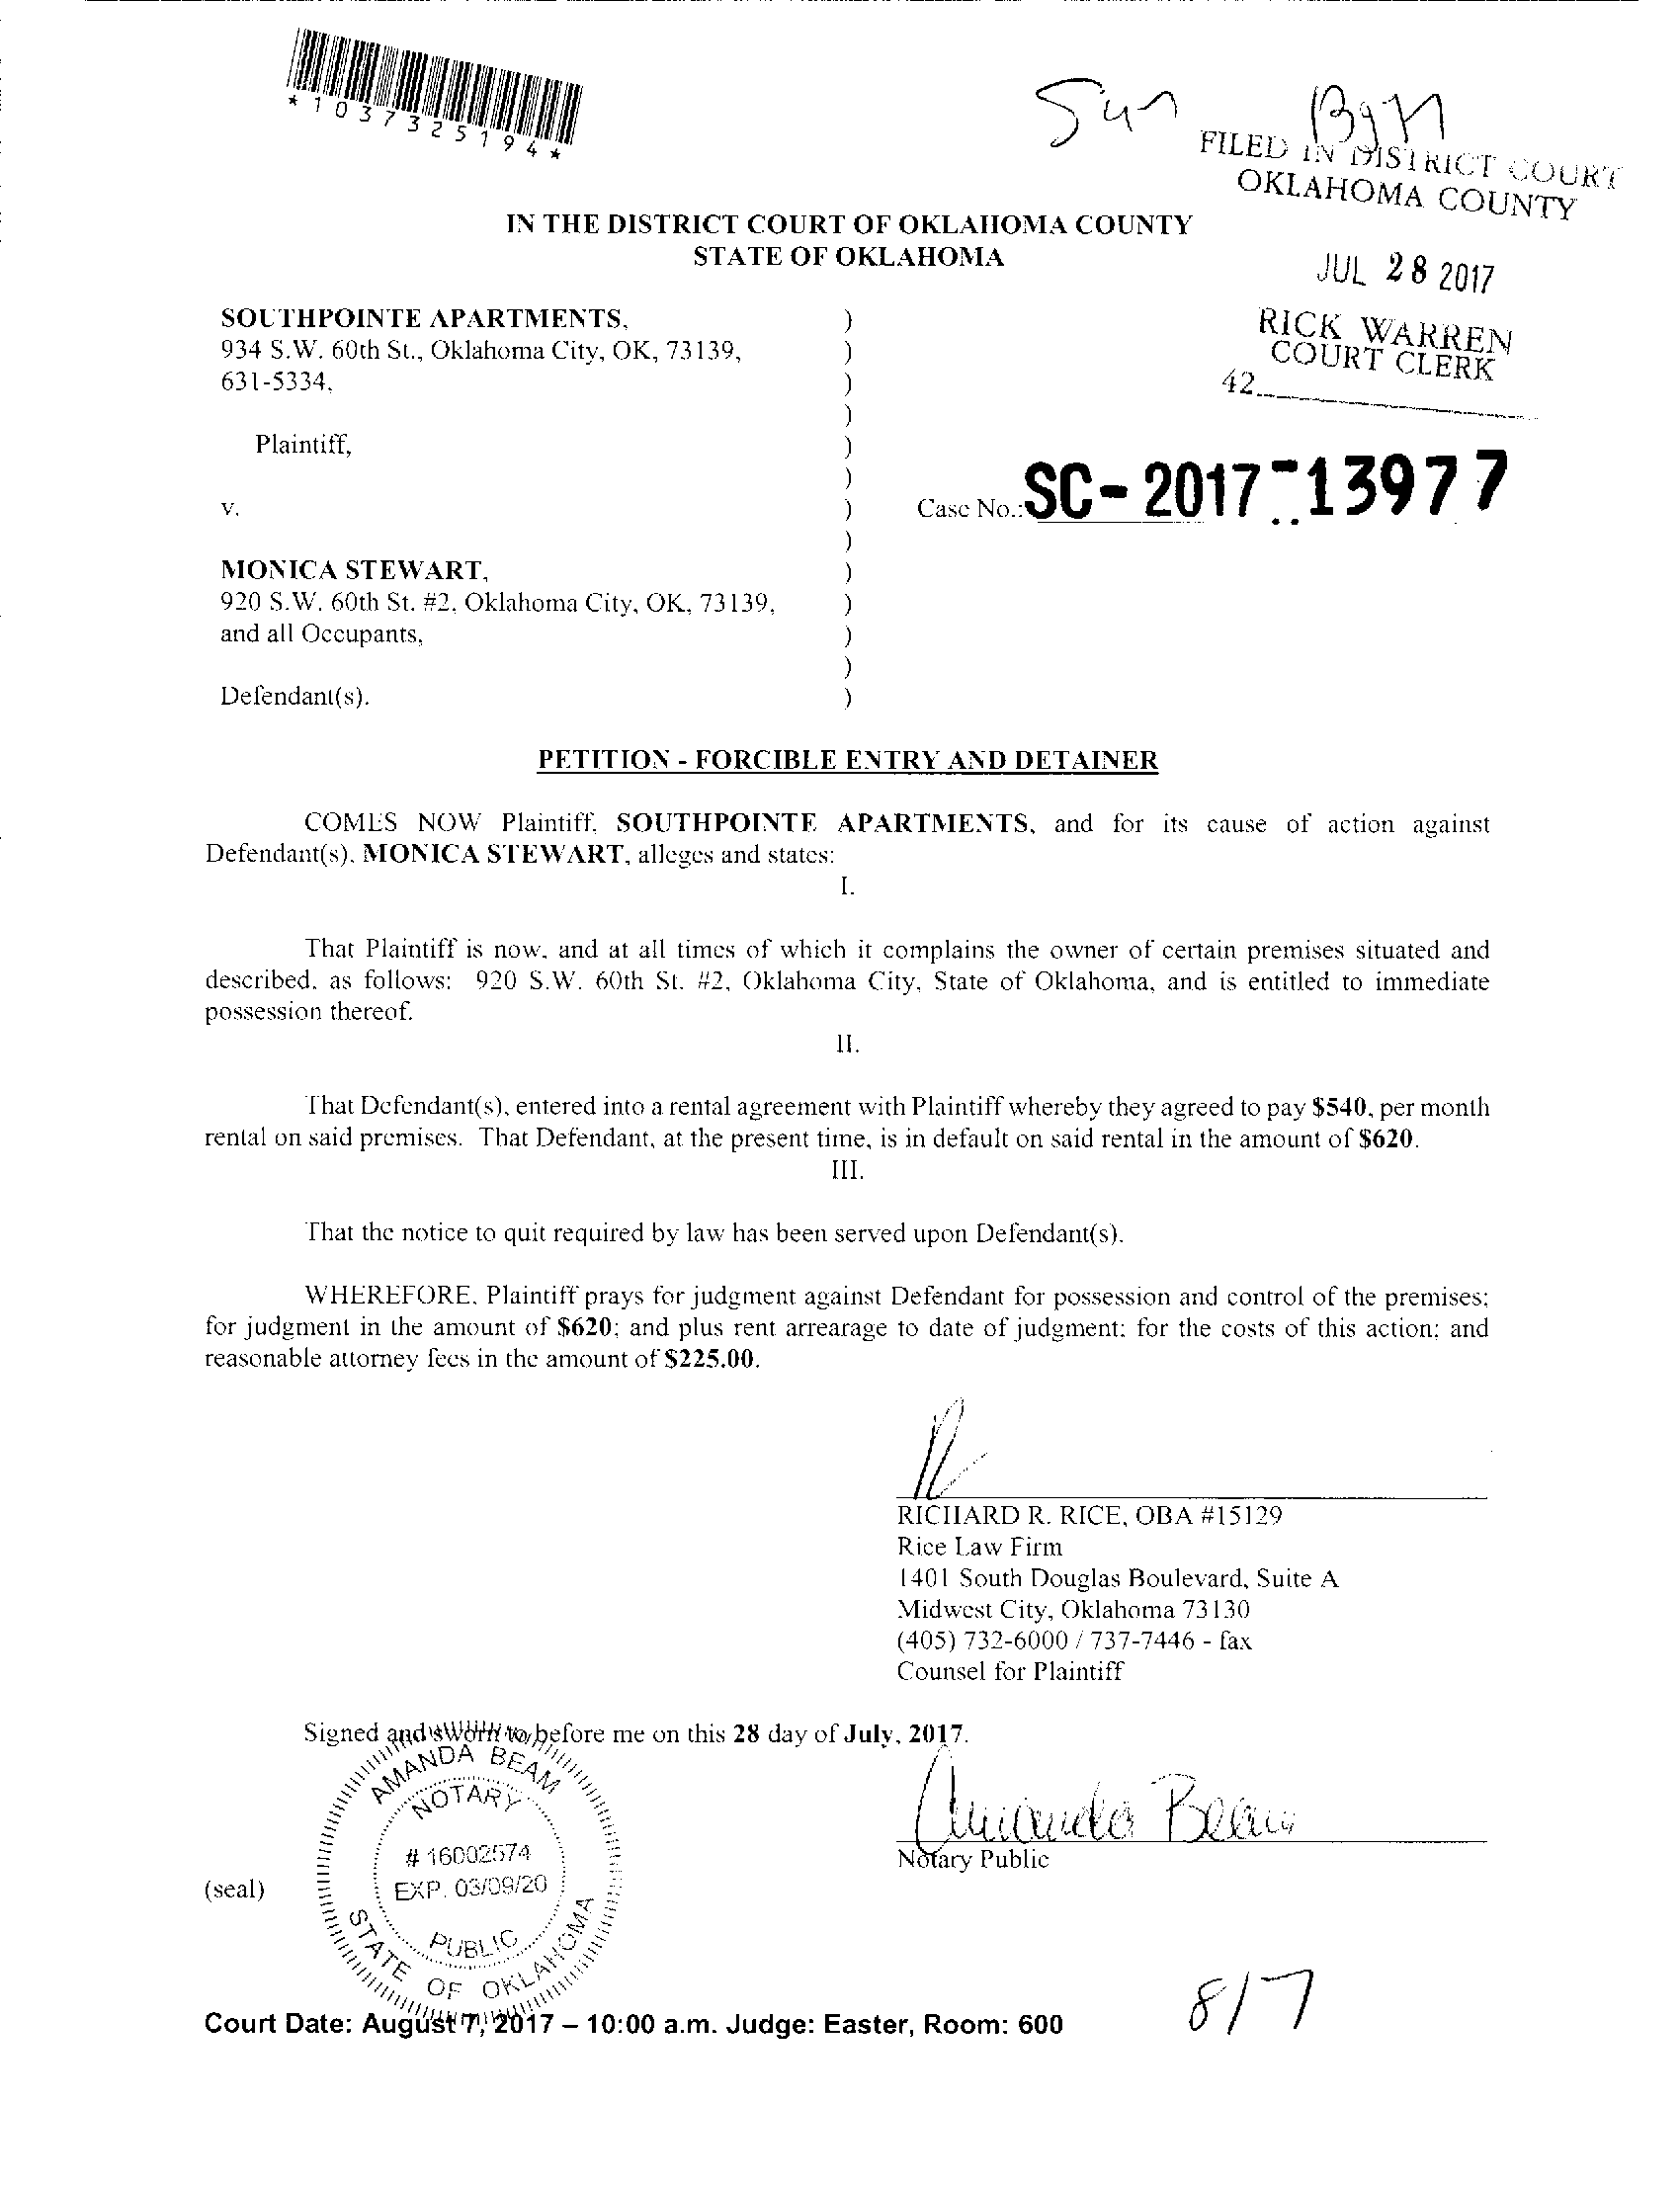 *1037325194*
FILED IN DISTRICT COURT
OKLAHOMA COUNTY
IN THE DISTRICT COURT OF OKLAHOMA COUNTY
STATE OF OKLAHOMA
JUL 28 2017
RICK WARREN
COURT CLERK
42
SOUTHPOINTE APARTMENTS, )
934 S.W. 60th St., Oklahoma City, OK, 73139, )
631-5334, )
)
Plaintiff, )
)
v. ) Case No.: SC-2017-13977
)
MONICA STEWART, )
920 S.W. 60th St. #2, Oklahoma City, OK, 73139, )
and all Occupants, )
)
Defendant(s). )
PETITION - FORCIBLE ENTRY AND DETAINER
COMES NOW Plaintiff, SOUTHPOINTE APARTMENTS, and for its cause of action against
Defendant(s), MONICA STEWART, alleges and states:
I.
That Plaintiff is now, and at all times of which it complains the owner of certain premises situated and
described, as follows: 920 S.W. 60th St. #2, Oklahoma City, State of Oklahoma, and is entitled to immediate
possession thereof.
II.
That Defendant(s), entered into a rental agreement with Plaintiff whereby they agreed to pay $540, per month
rental on said premises. That Defendant, at the present time, is in default on said rental in the amount of $620.
III.
That the notice to quit required by law has been served upon Defendant(s).
WHEREFORE, Plaintiff prays for judgment against Defendant for possession and control of the premises;
for judgment in the amount of $620; and plus rent arrearage to date of judgment; for the costs of this action; and
reasonable attorney fees in the amount of $225.00.
RICHARD R. RICE, OBA #15129
Rice Law Firm
1401 South Douglas Boulevard, Suite A
Midwest City, Oklahoma 73130
(405) 732-6000 / 737-7446 - fax
Counsel for Plaintiff
Signed and sworn to before me on this 28 day of July, 2017.
Amanda Beam
Notary Public
(seal)
AMANDA BEAM
NOTARY
# 16002574
EXP. 03/09/20
PUBLIC
STATE OF OKLAHOMA
Court Date: August 7, 2017 – 10:00 a.m. Judge: Easter, Room: 600
8/7